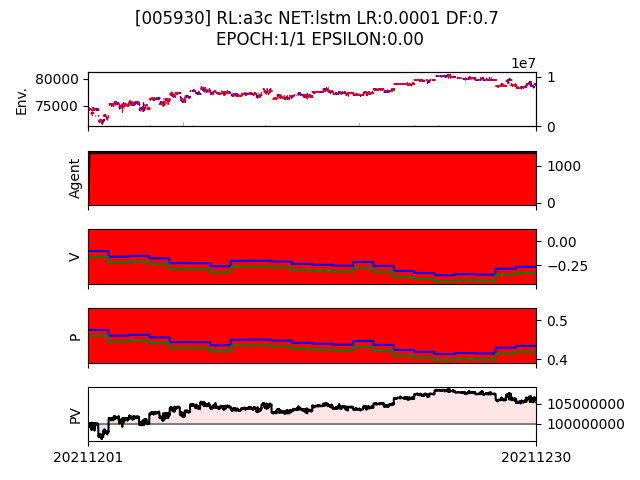 [005930] RL:a3c NET:lstm LR:0.0001 DF:0.7
EPOCH:1/1 EPSILON:0.00
1e7
80000
75000
Env.
1
0
Agent
1000
0
V
0.00
−0.25
P
0.5
0.4
PV
105000000
100000000
20211201
20211230